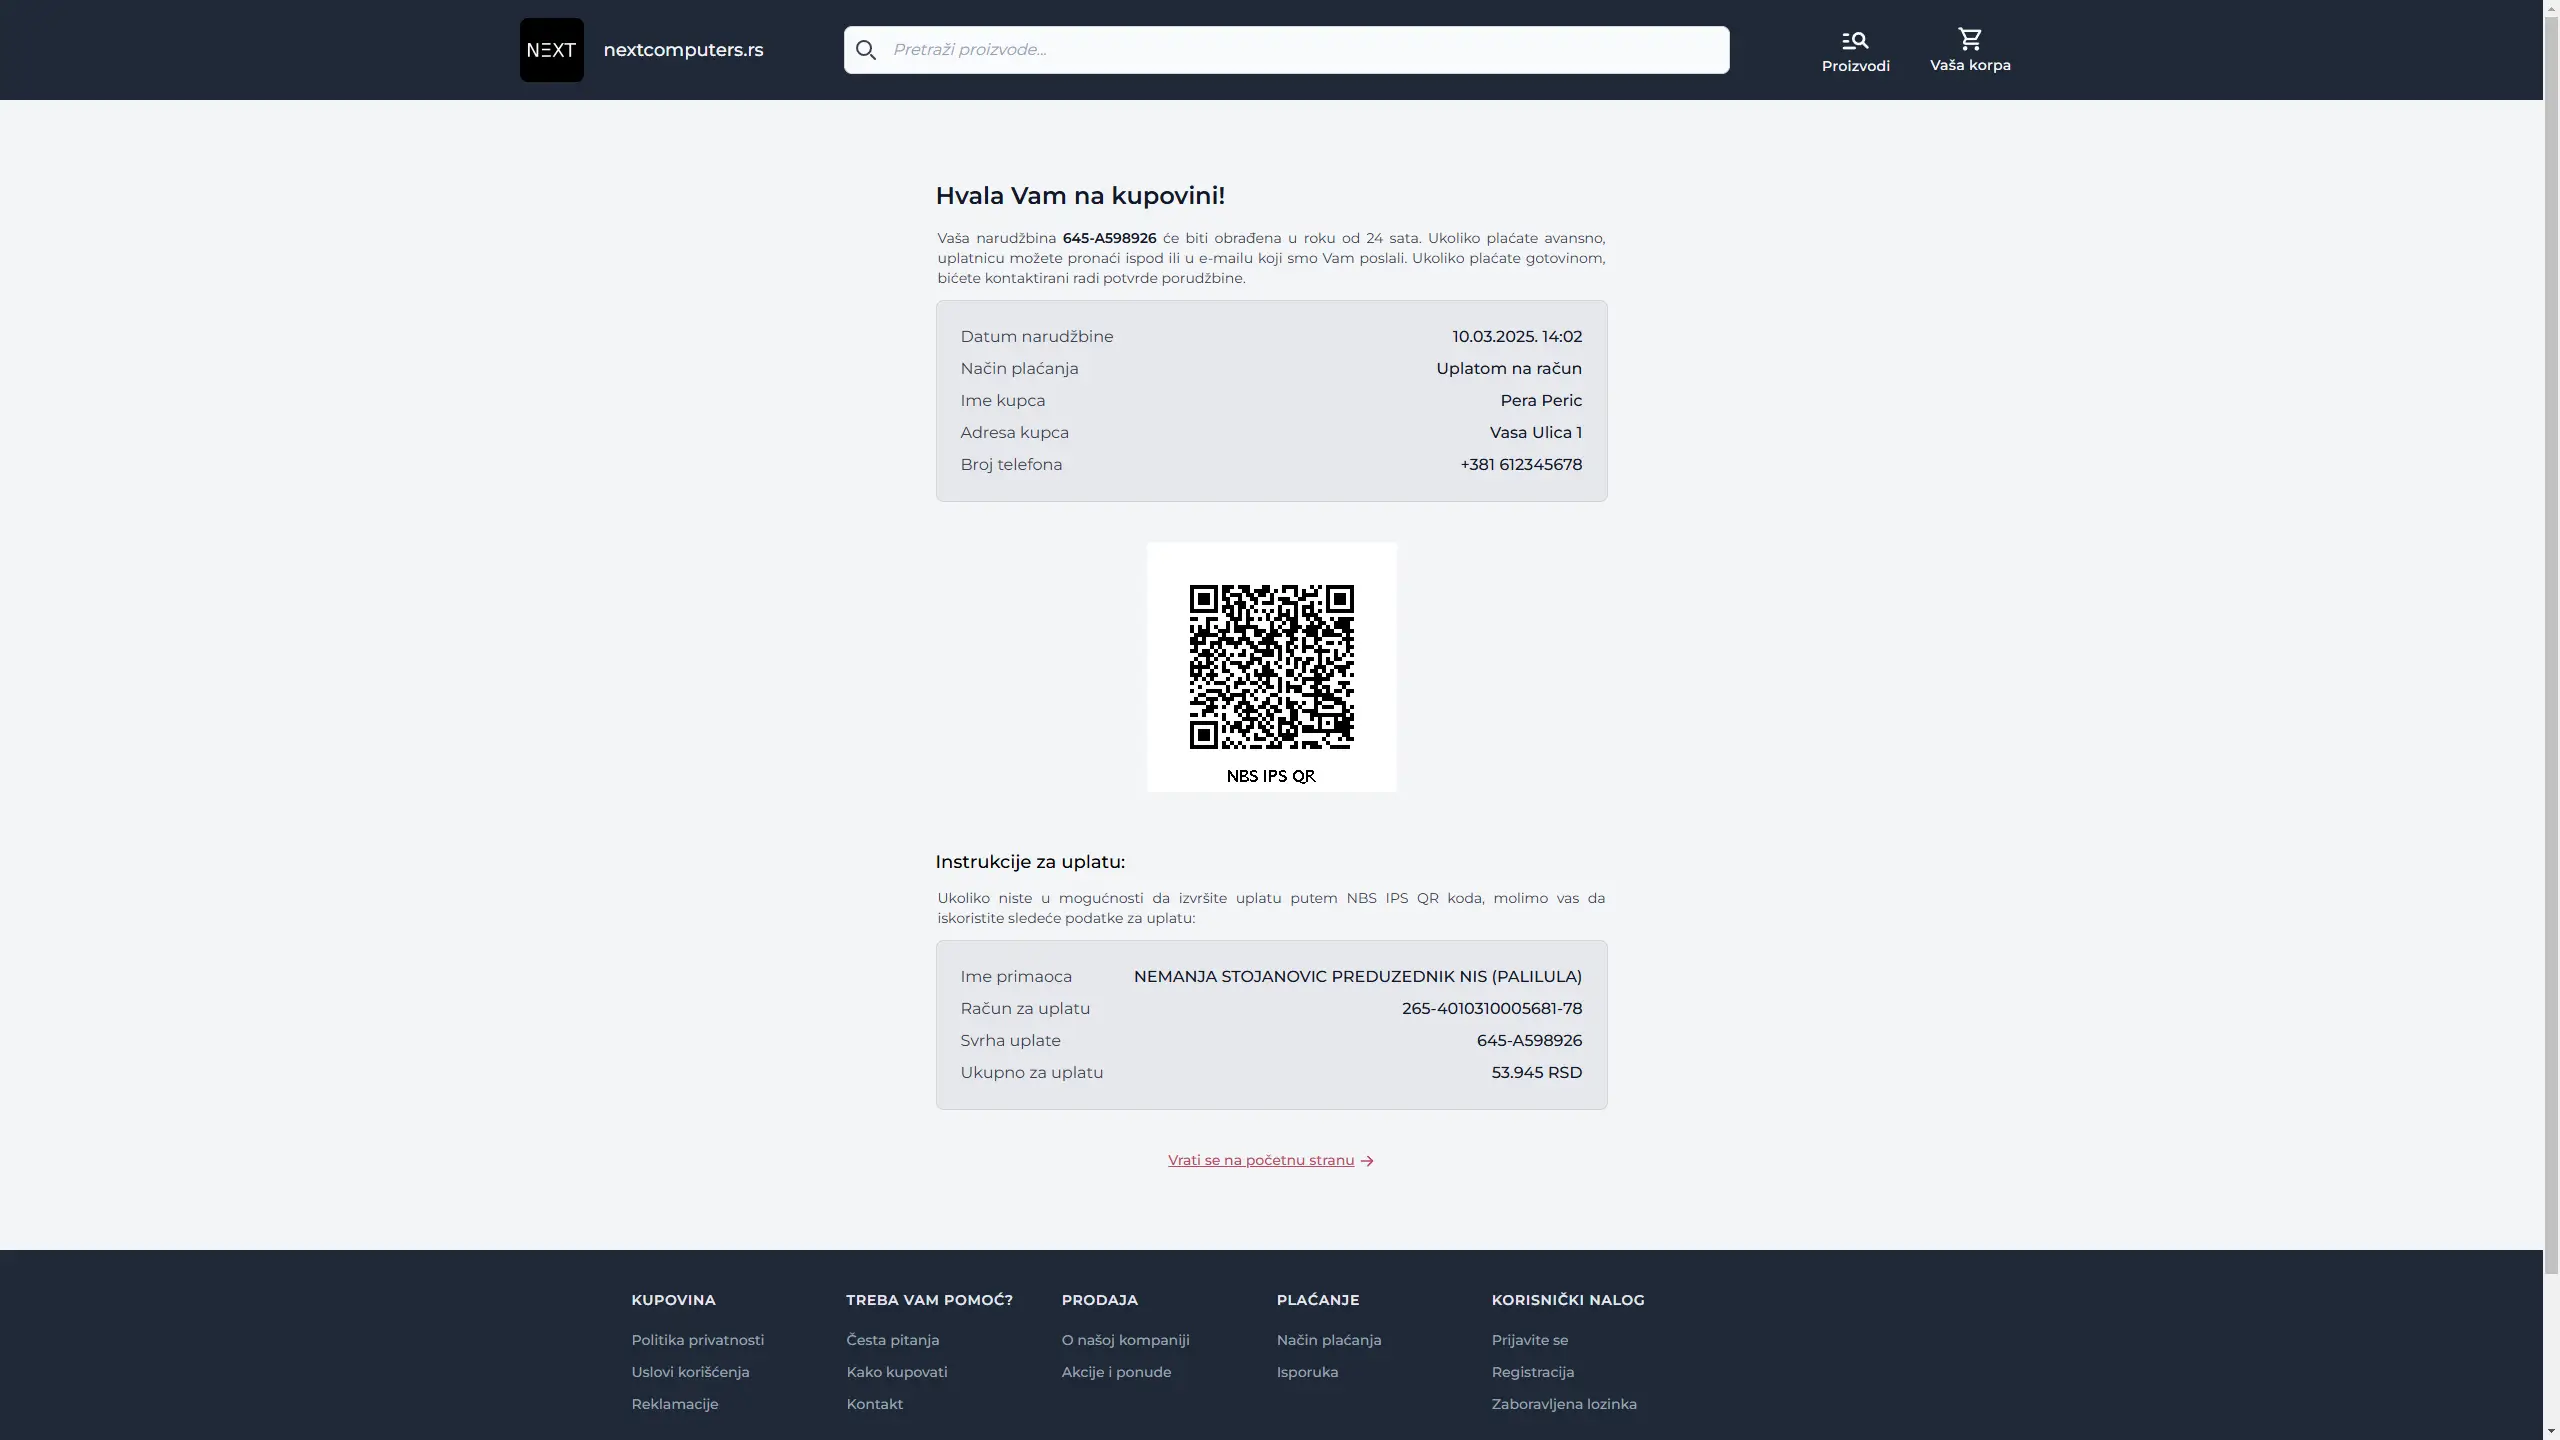 NEXT
nextcomputers.rs
Pretraži proizvode...
Proizvodi
Vaša korpa
Hvala Vam na kupovini!
Vaša narudžbina 645-A598926 će biti obrađena u roku od 24 sata. Ukoliko plaćate avansno,
uplatnicu možete pronaći ispod ili u e-mailu koji smo Vam poslali. Ukoliko plaćate gotovinom,
bićete kontaktirani radi potvrde porudžbine.
Datum narudžbine 10.03.2025. 14:02
Način plaćanja Uplatom na račun
Ime kupca Pera Peric
Adresa kupca Vasa Ulica 1
Broj telefona +381 612345678
NBS IPS QR
Instrukcije za uplatu:
Ukoliko niste u mogućnosti da izvršite uplatu putem NBS IPS QR koda, molimo vas da
iskoristite sledeće podatke za uplatu:
Ime primaoca NEMANJA STOJANOVIC PREDUZEDNIK NIS (PALILULA)
Račun za uplatu 265-4010310005681-78
Svrha uplate 645-A598926
Ukupno za uplatu 53.945 RSD
Vrati se na početnu stranu
KUPOVINA
Politika privatnosti
Uslovi korišćenja
Reklamacije
TREBA VAM POMOĆ?
Česta pitanja
Kako kupovati
Kontakt
PRODAJA
O našoj kompaniji
Akcije i ponude
PLAĆANJE
Način plaćanja
Isporuka
KORISNIČKI NALOG
Prijavite se
Registracija
Zaboravljena lozinka